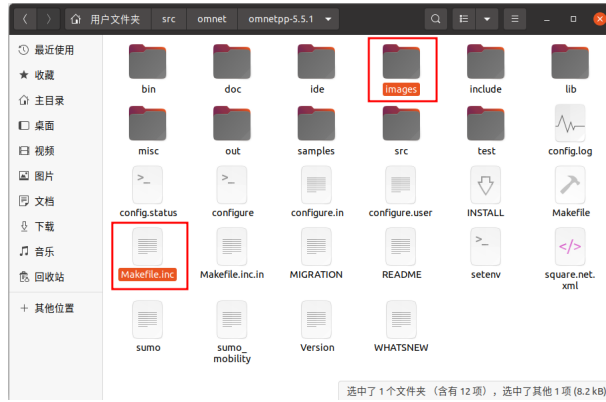 用户文件夹 src omnet omnetpp-5.5.1
最近使用
收藏
主目录
桌面
视频
图片
文档
下载
音乐
回收站
+ 其他位置
bin doc ide images include lib
misc out samples src test config.log
config.status configure configure.in configure.user INSTALL Makefile
Makefile.inc Makefile.inc.in MIGRATION README setenv square.net.
xml
sumo sumo_ Version WHATSNEW
mobility
选中了 1 个文件夹 （含有 12 项），选中了其他 1 项 (8.2 kB)